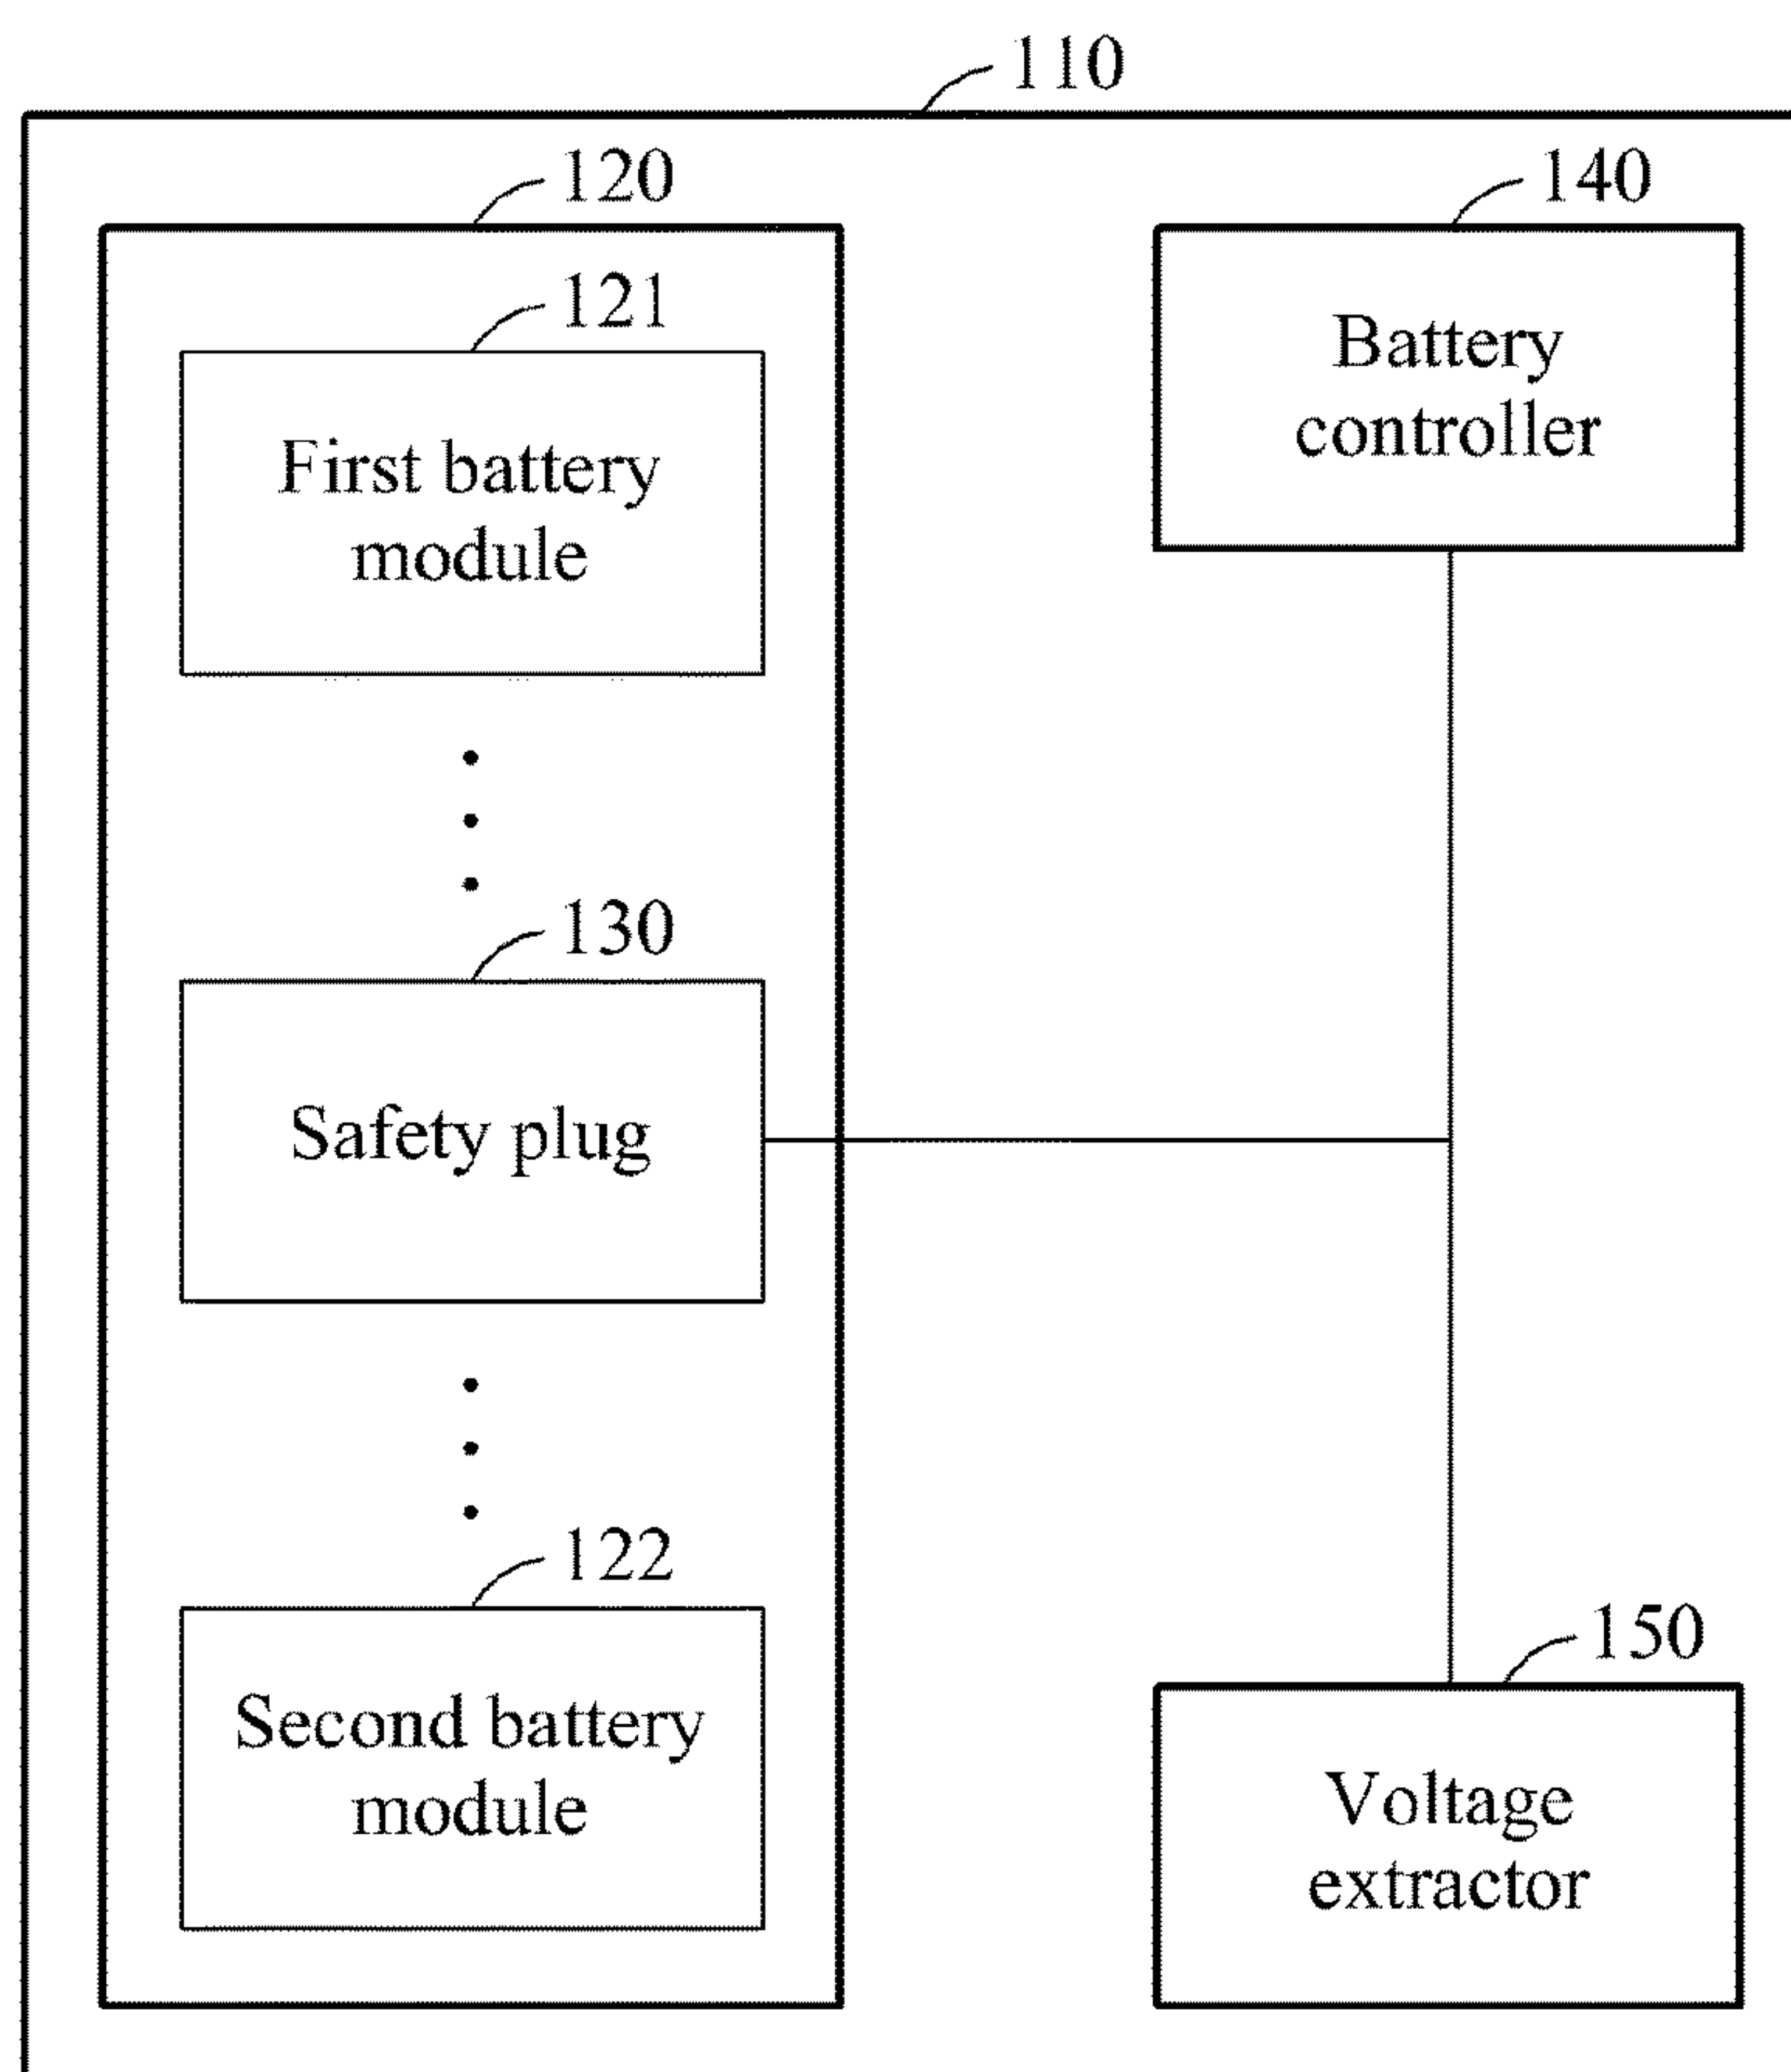 110
120
140
121
Battery
controller
First battery
module
130
Safety plug
122
150
Second battery
module
Voltage
extractor